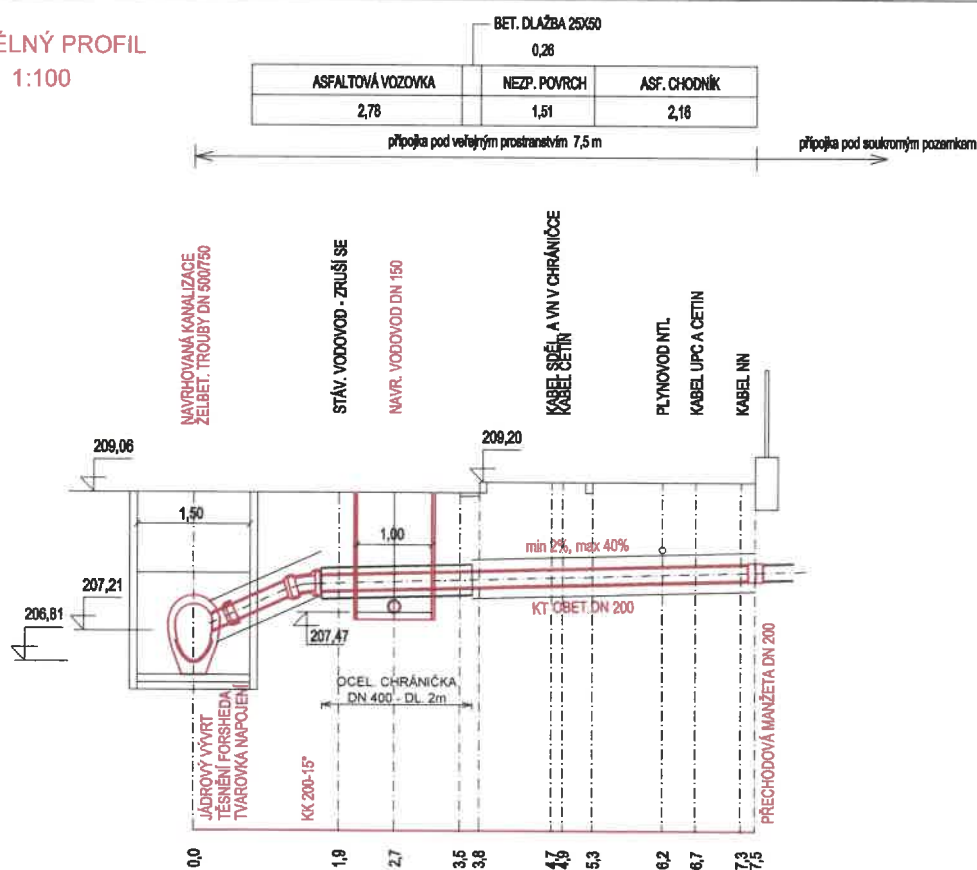 ĚLNÝ PROFIL
1:100
BET. DLAŽBA 25X50
0,26
ASFALTOVÁ VOZOVKA
NEZP. POVRCH
ASF. CHODNÍK
2,78
1,51
2,16
přípojka pod veřejným prostranstvím 7,5 m
přípojka pod soukromým pozemkem
NAVRHOVANÁ KANALIZACE
ŽELBET. TROUBY DN 500/750
STÁV. VODOVOD - ZRUŠÍ SE
NAVR. VODOVOD DN 150
KABEL SDĚL. A VN V CHRÁNIČCE
KABEL CETIN
PLYNOVOD NTL.
KABEL UPC A CETIN
KABEL NN
209,06
209,20
1,50
1,00
min 2%, max 40%
207,21
206,81
KT OBET. DN 200
207,47
OCEL. CHRÁNIČKA
DN 400 - DL. 2m
JÁDROVÝ VÝVRT
TĚSNĚNÍ FORSHEDA
TVAROVKA NAPOJENÍ
KK 200-15°
PŘECHODOVÁ MANŽETA DN 200
0,0
1,9
2,7
3,5
3,8
4,7
4,9
5,3
6,2
6,7
7,3
7,5